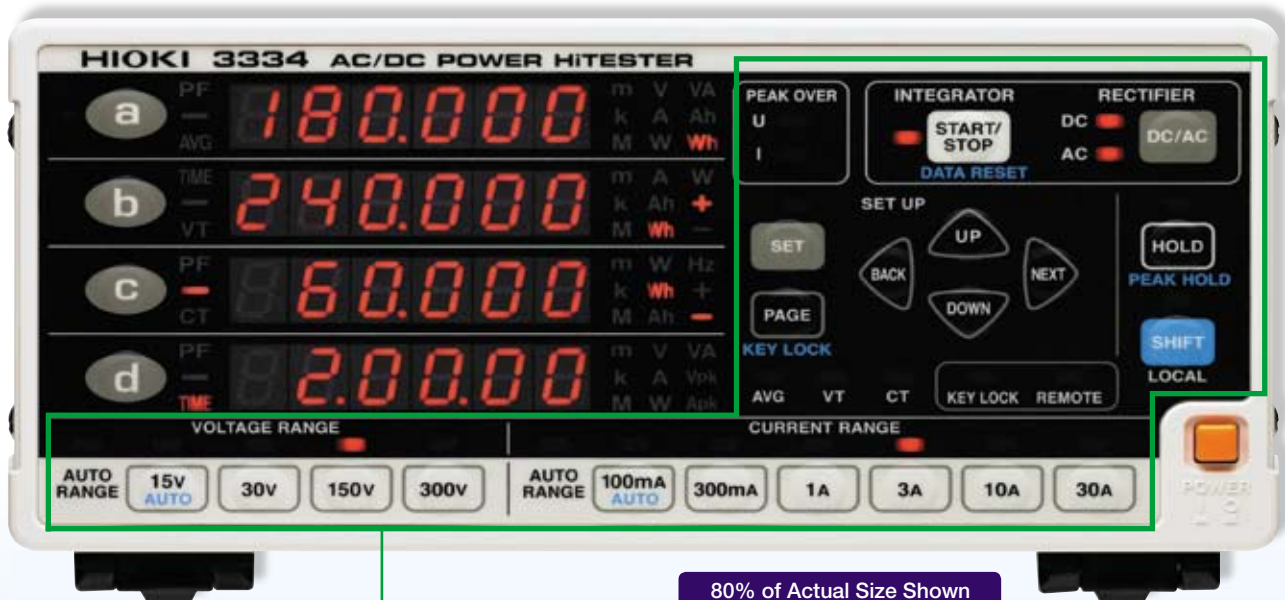 HIOKI 3334 AC/DC POWER HiTESTER
a PF AVG 180.000 m V VA k A Ah M W Wh
b TIME VT 240.000 m A W k Ah + M Wh -
c PF - CT 60.000 m W Hz k Wh + M Ah -
d PF TIME 2.00.00 m V VA k A Vpk M W Apk
PEAK OVER
U
I
INTEGRATOR RECTIFIER
START/
STOP
DATA RESET
DC
AC
DC/AC
SET UP
SET
UP
BACK NEXT
DOWN
PAGE
KEY LOCK
HOLD
PEAK HOLD
SHIFT
LOCAL
AVG VT CT KEY LOCK REMOTE
VOLTAGE RANGE CURRENT RANGE
AUTO
RANGE
15V
AUTO
30V 150V 300V
AUTO
RANGE
100mA
AUTO
300mA 1A 3A 10A 30A
POWER
80% of Actual Size Shown